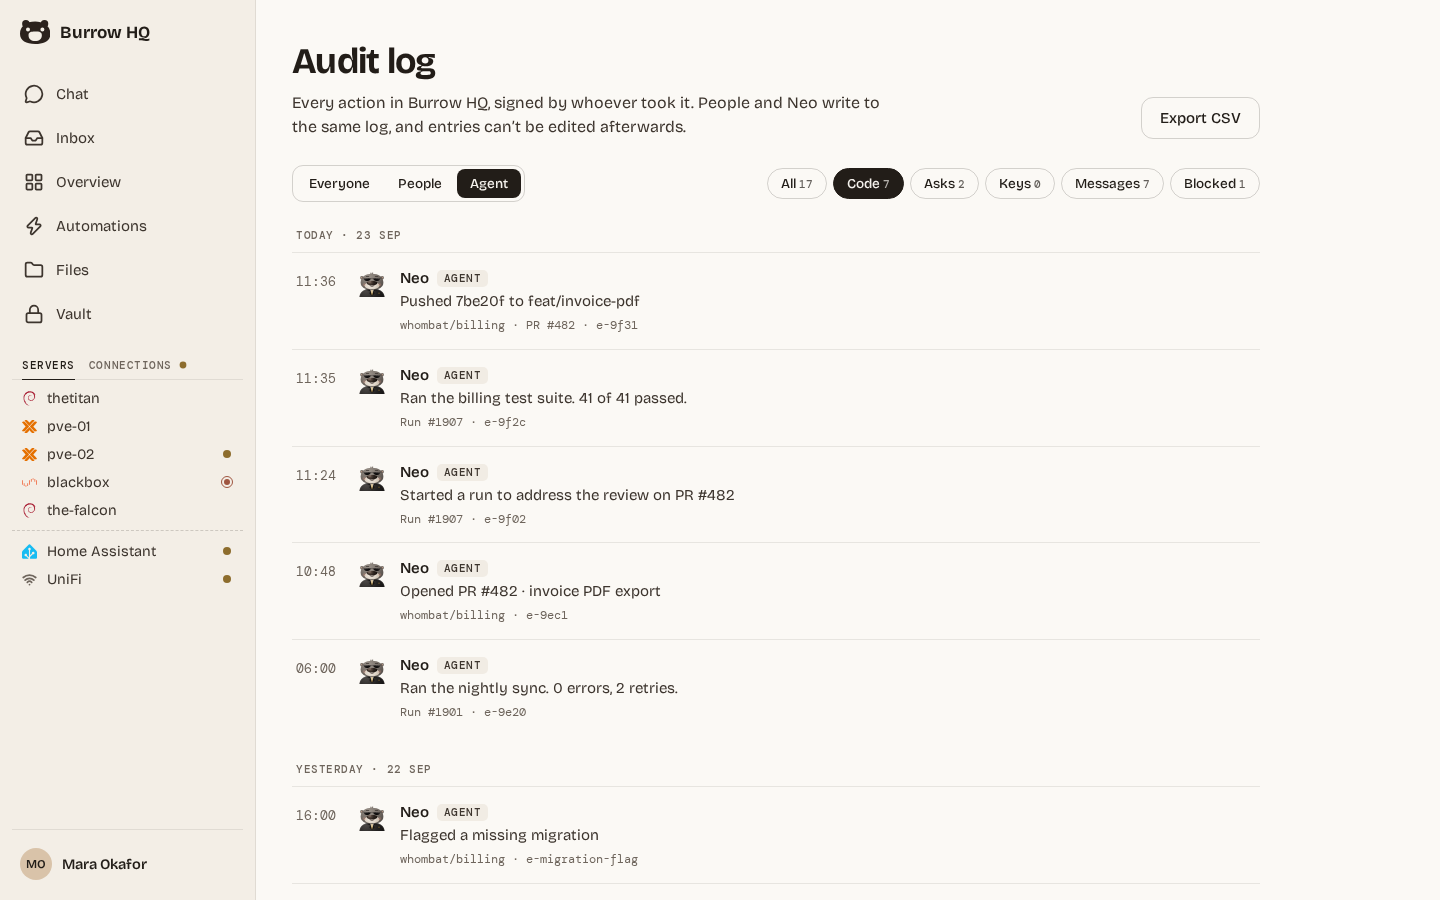 Burrow HQ
Chat
Inbox
Overview
Automations
Files
Vault
SERVERS CONNECTIONS
thetitan
pve-01
pve-02
blackbox
the-falcon
Home Assistant
UniFi
MO Mara Okafor
Audit log
Every action in Burrow HQ, signed by whoever took it. People and Neo write to
the same log, and entries can’t be edited afterwards.
Export CSV
Everyone People Agent
All 17 Code 7 Asks 2 Keys 0 Messages 7 Blocked 1
TODAY · 23 SEP
11:36 Neo AGENT
Pushed 7be20f to feat/invoice-pdf
whombat/billing · PR #482 · e-9f31
11:35 Neo AGENT
Ran the billing test suite. 41 of 41 passed.
Run #1907 · e-9f2c
11:24 Neo AGENT
Started a run to address the review on PR #482
Run #1907 · e-9f02
10:48 Neo AGENT
Opened PR #482 · invoice PDF export
whombat/billing · e-9ec1
06:00 Neo AGENT
Ran the nightly sync. 0 errors, 2 retries.
Run #1901 · e-9e20
YESTERDAY · 22 SEP
16:00 Neo AGENT
Flagged a missing migration
whombat/billing · e-migration-flag